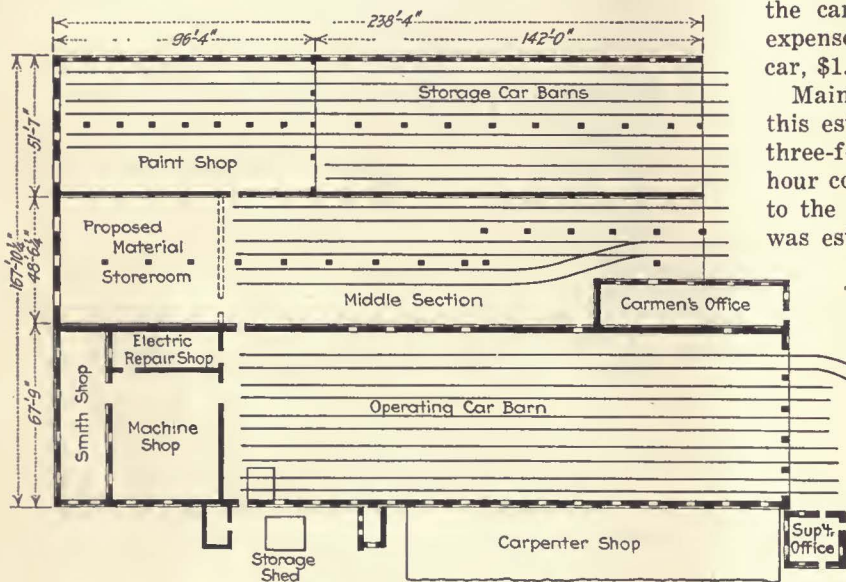 238'-4"
96'-4"
142'-0"
Storage Car Barns
Paint Shop
51'-7"
167'-10¼"
48'-6¼"
67'-9"
Proposed
Material
Storeroom
Middle Section
Carmen's Office
Electric
Repair Shop
Smith Shop
Machine
Shop
Operating Car Barn
Storage
Shed
Carpenter Shop
Sup't.
Office
the car
expense
car, $1.
Main
this est
three-f
hour co
to the
was es